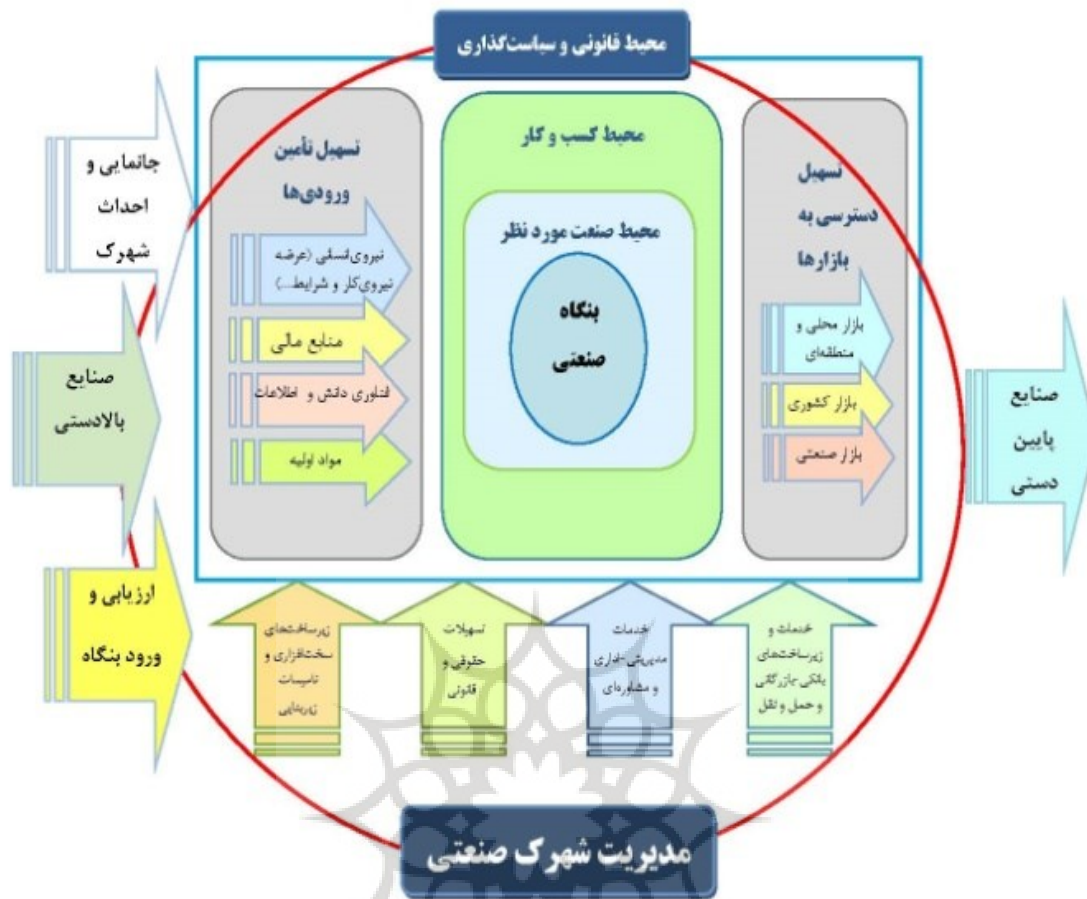 محیط قانونی و سیاست‌گذاری
تسهیل
دسترسی به
بازارها
بازار محلی و
منطقه‌ای
بازار کشوری
بازار صنعتی
محیط کسب و کار
محیط صنعت مورد نظر
بنگاه
صنعتی
تسهیل تأمین
ورودی‌ها
نیروی انسانی (عرضه
نیروی کار و شرایط...)
منابع مالی
فناوری دانش و اطلاعات
مواد اولیه
جانمایی و
احداث
شهرک
صنایع
بالادستی
ارزیابی و
ورود بنگاه
صنایع
پایین
دستی
خدمات و
زیرساخت‌های
بانکی-بازرگانی
و حمل و نقل
خدمات
مدیریتی-اداری
و مشاوره‌ای
تسهیلات
حقوقی و
قانونی
زیرساخت‌های
سخت‌افزاری و
تاسیسات
زیربنایی
مدیریت شهرک صنعتی